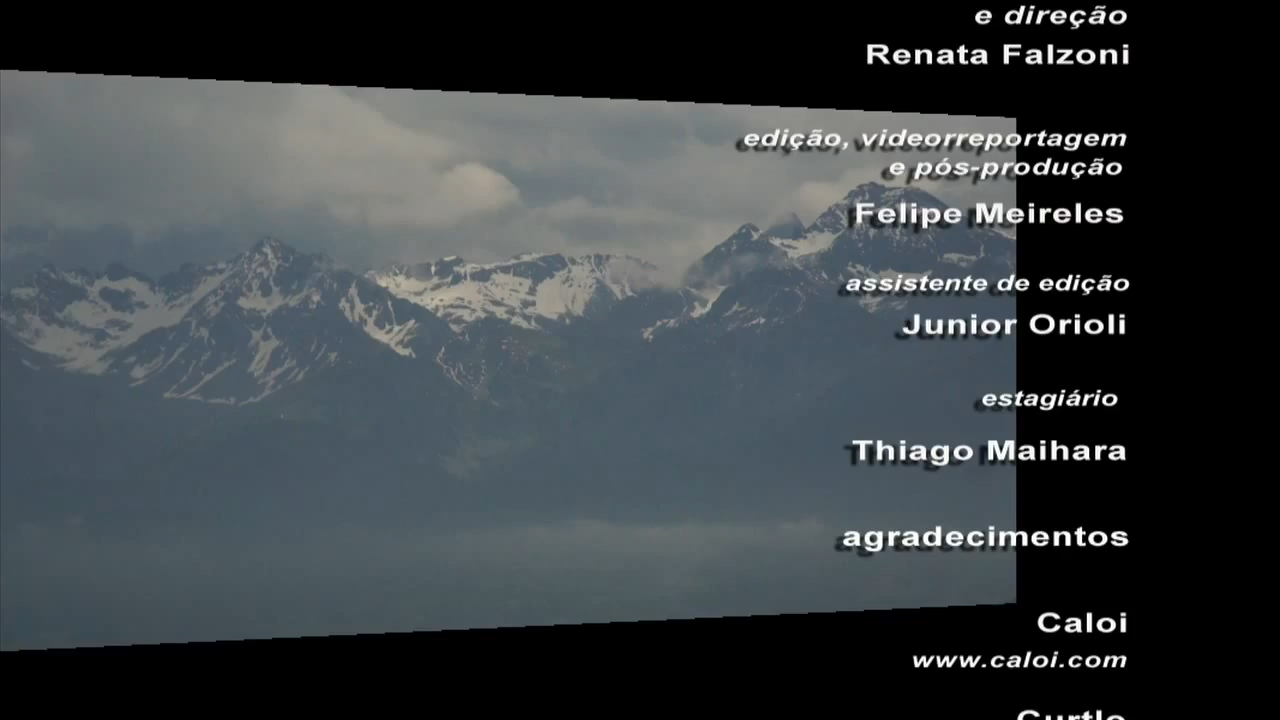 e direção
Renata Falzoni
edição, videorreportagem
e pós-produção
Felipe Meireles
assistente de edição
Junior Orioli
estagiário
Thiago Maihara
agradecimentos
Caloi
www.caloi.com
Curtlo